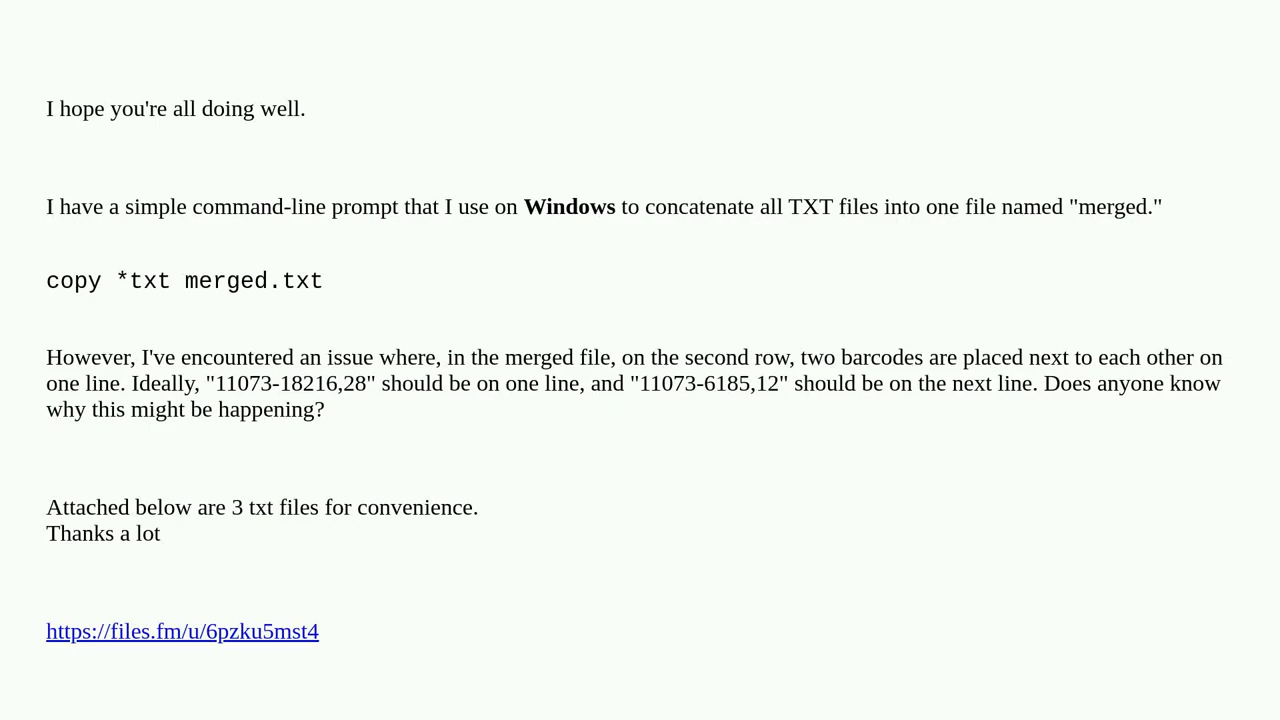 I hope you're all doing well.
I have a simple command-line prompt that I use on Windows to concatenate all TXT files into one file named "merged."
copy *txt merged.txt
However, I've encountered an issue where, in the merged file, on the second row, two barcodes are placed next to each other on
one line. Ideally, "11073-18216,28" should be on one line, and "11073-6185,12" should be on the next line. Does anyone know
why this might be happening?
Attached below are 3 txt files for convenience.
Thanks a lot
https://files.fm/u/6pzku5mst4